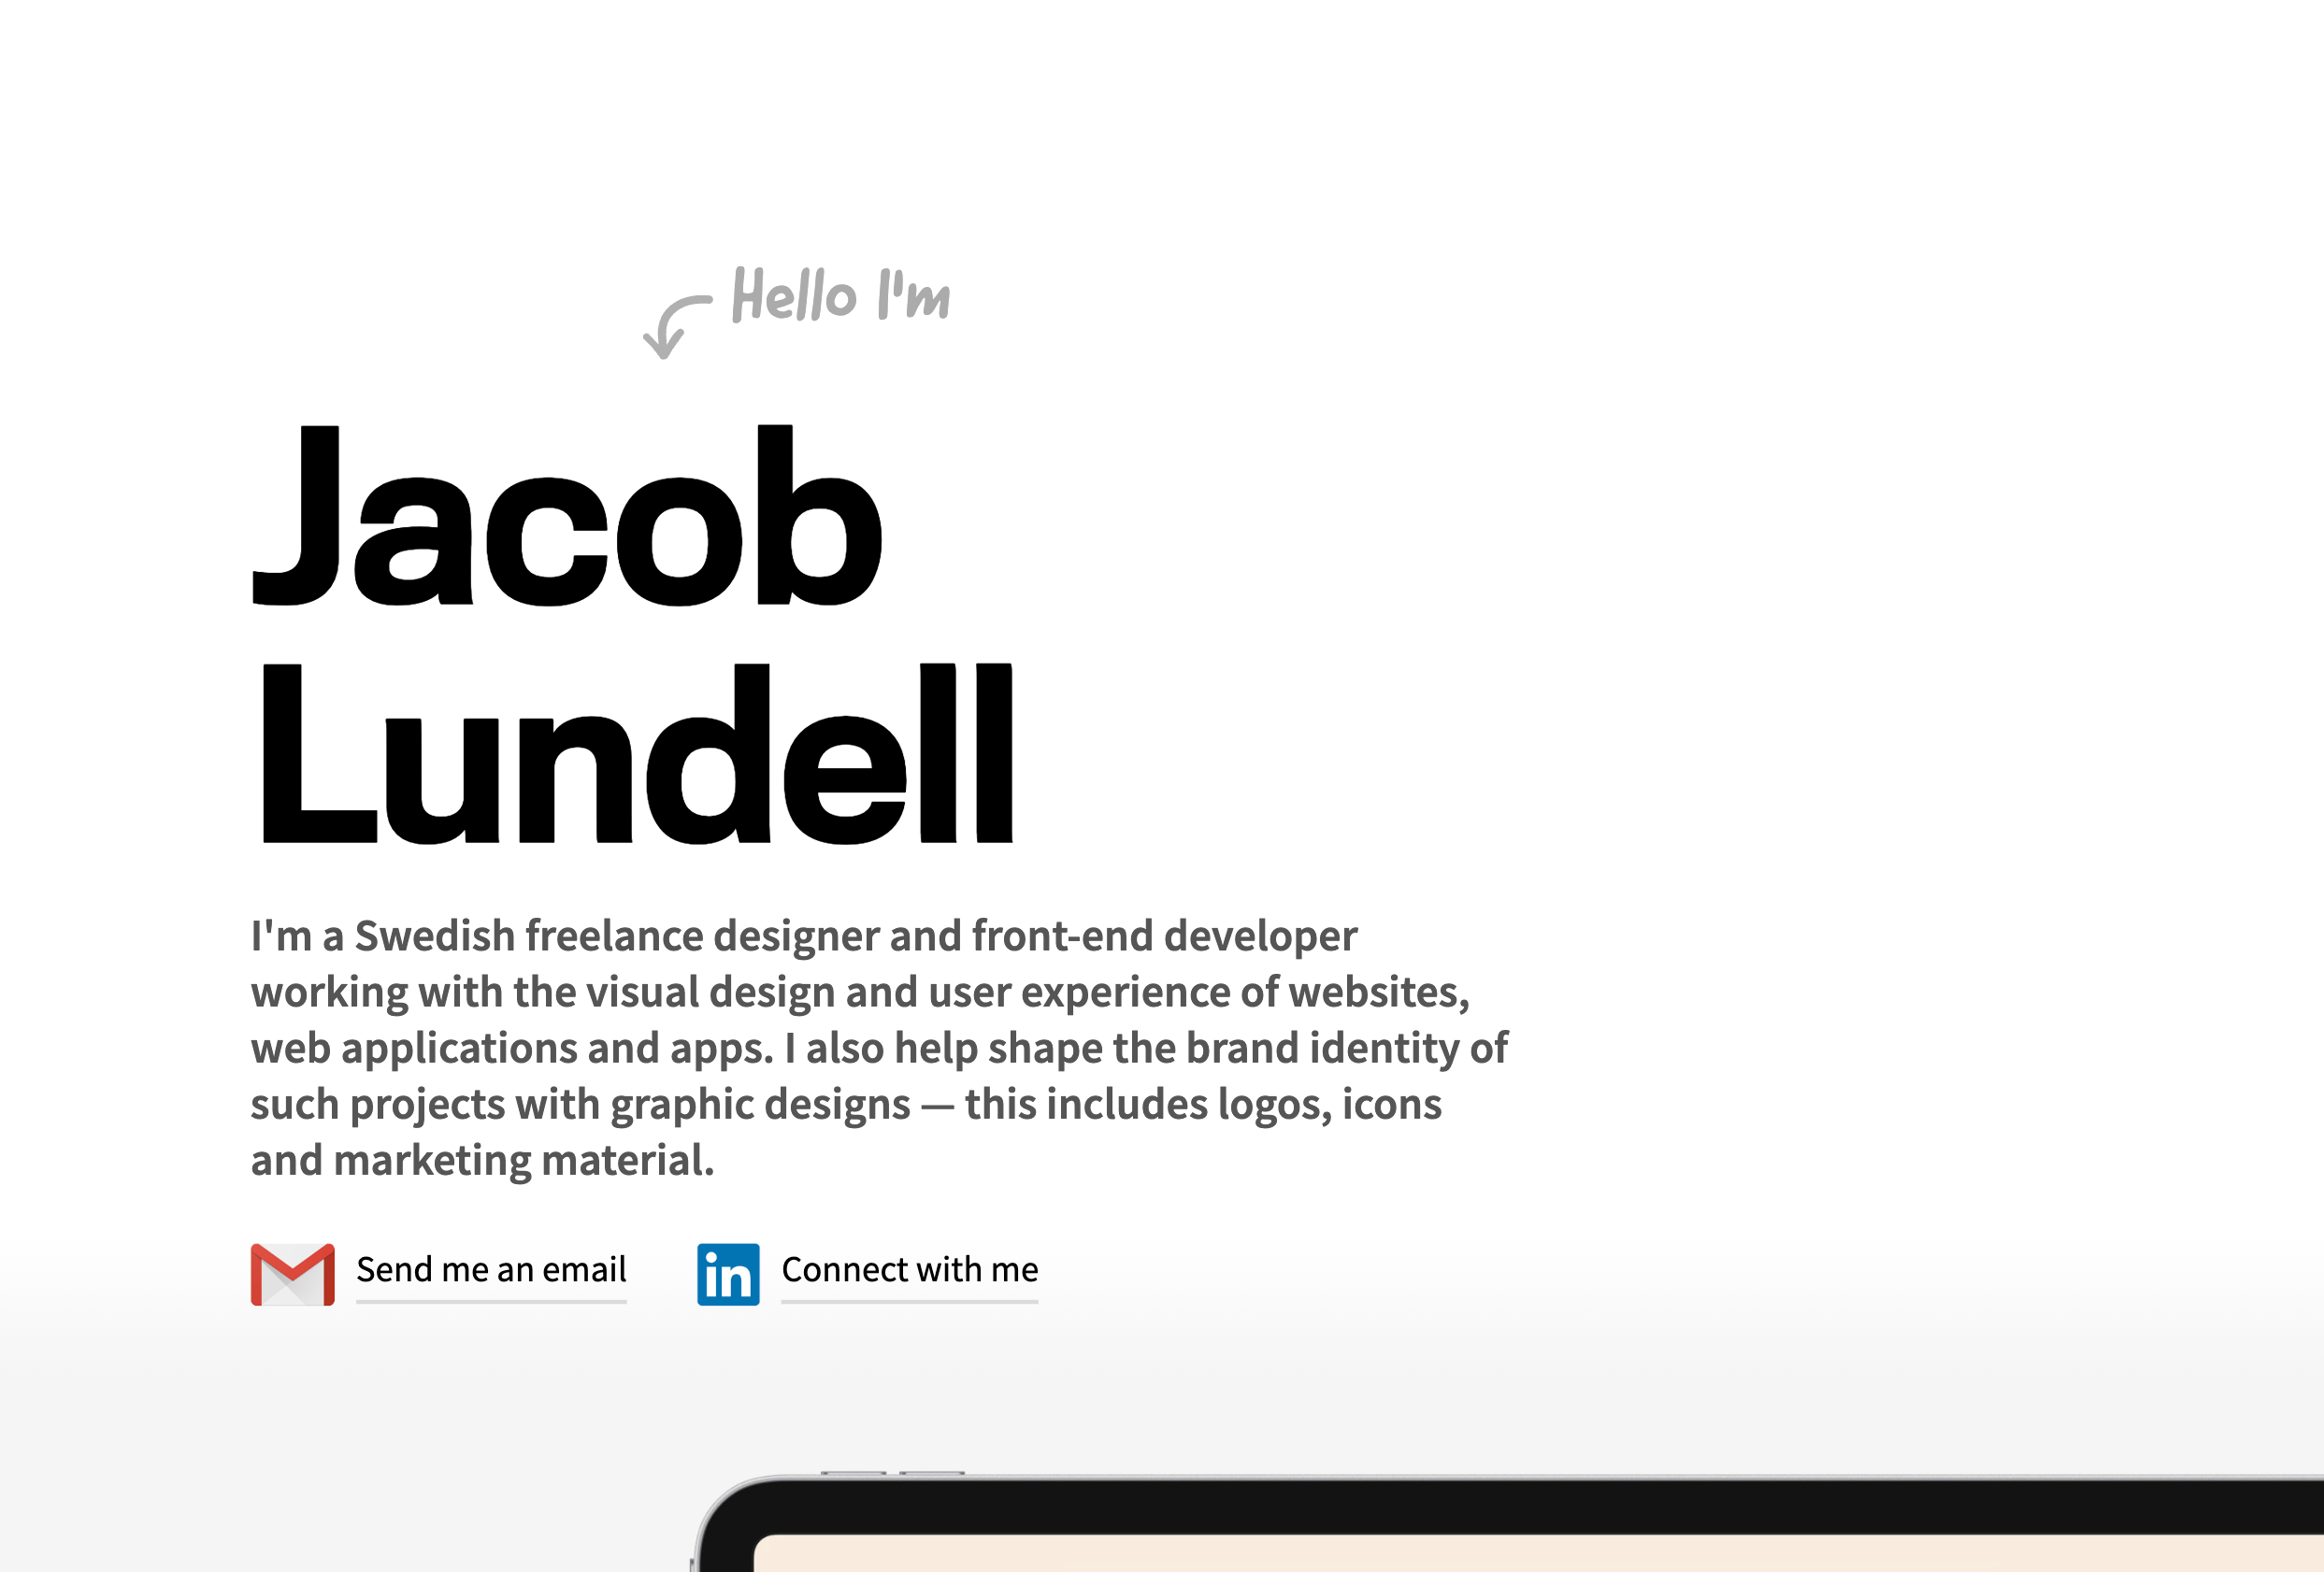 Hello I'm
Jacob
Lundell
I'm a Swedish freelance designer and front-end developer
working with the visual design and user experience of websites,
web applications and apps. I also help shape the brand identity of
such projects with graphic designs — this includes logos, icons
and marketing material.
Send me an email
in Connect with me